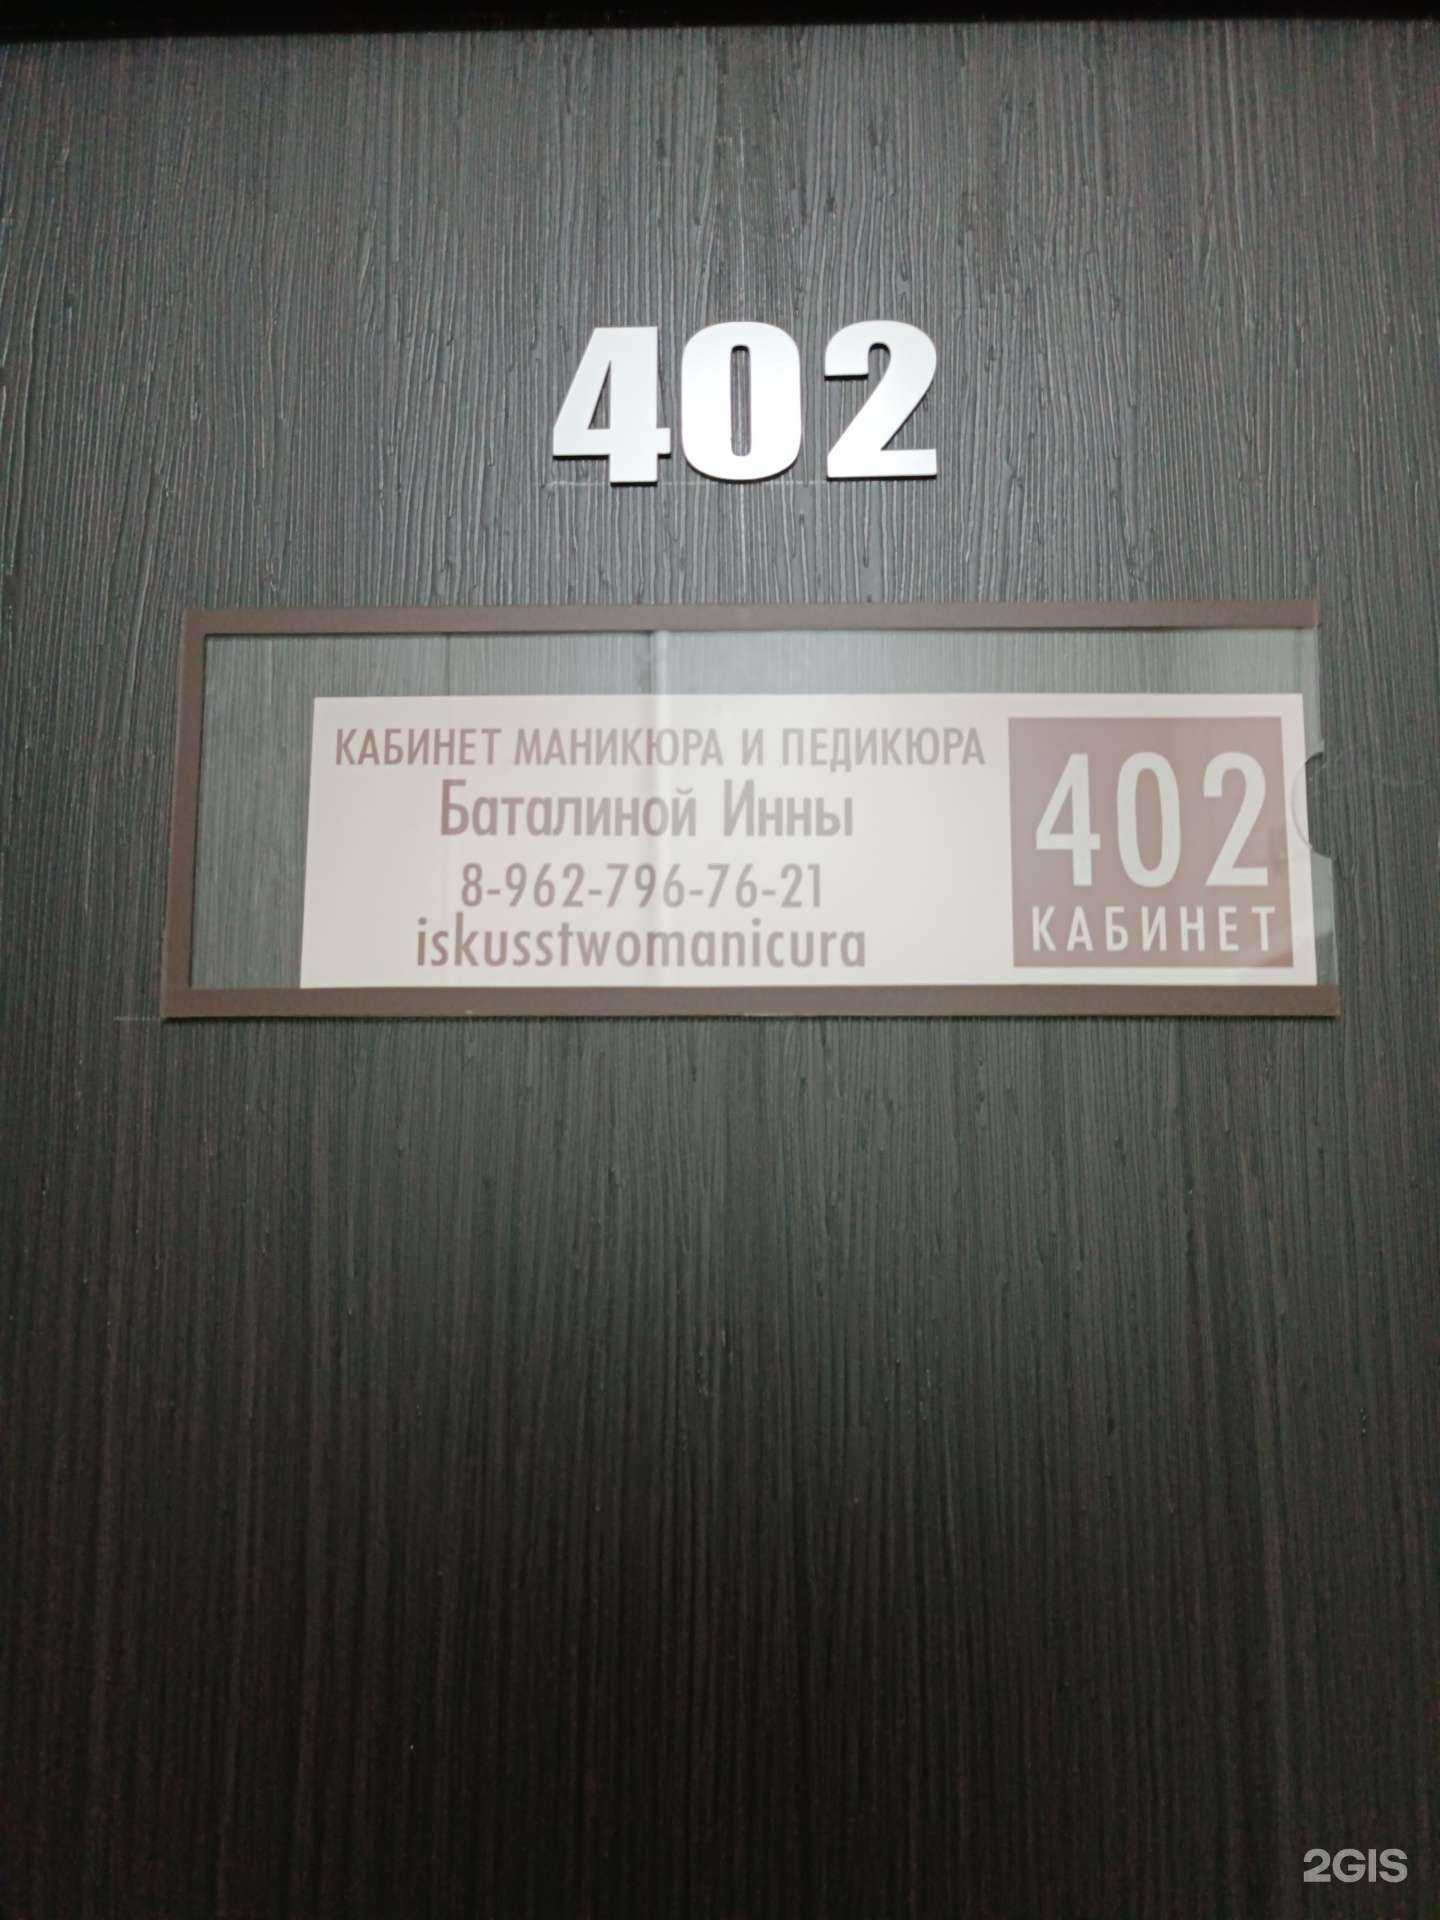 402
КАБИНЕТ МАНИКЮРА И ПЕДИКЮРА
Баталиной Инны
8-962-796-76-21
iskusstwomanicura
402
КАБИНЕТ
2GIS